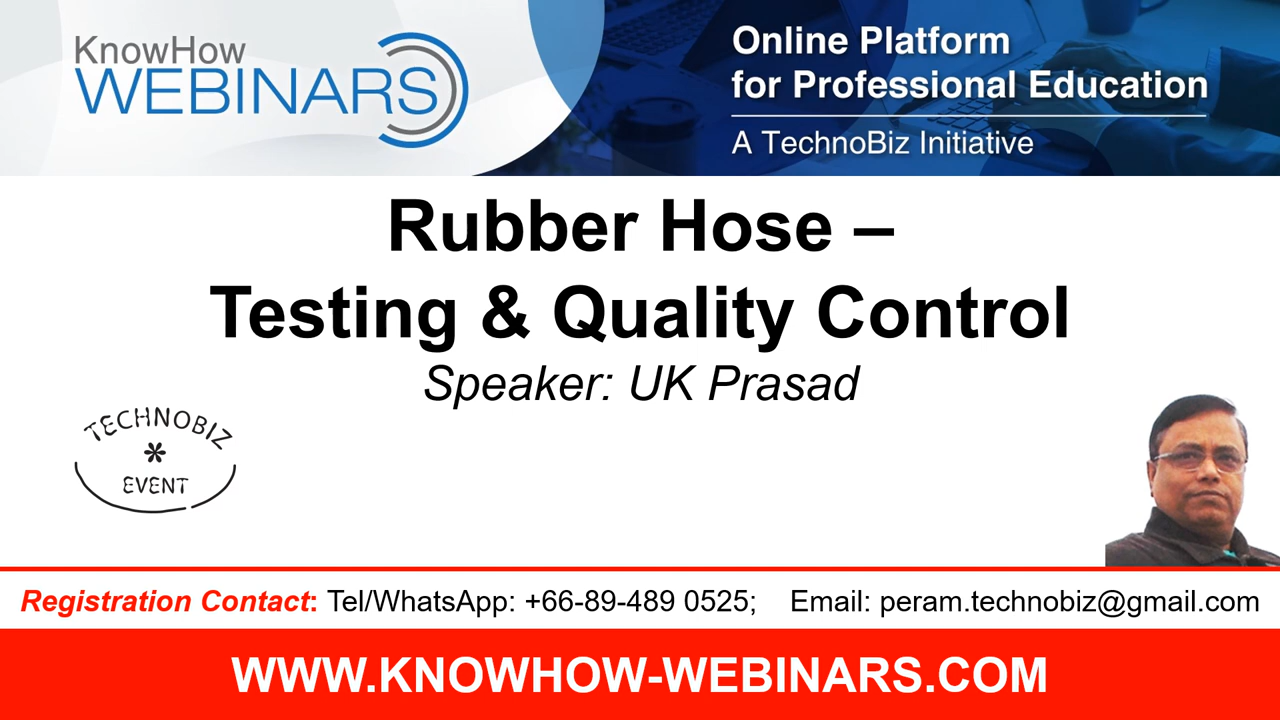 KnowHow
WEBINARS
Online Platform
for Professional Education
A TechnoBiz Initiative
Rubber Hose –
Testing & Quality Control
Speaker: UK Prasad
TECHNOBIZ
*
EVENT
Registration Contact: Tel/WhatsApp: +66-89-489 0525; Email: peram.technobiz@gmail.com
WWW.KNOWHOW-WEBINARS.COM